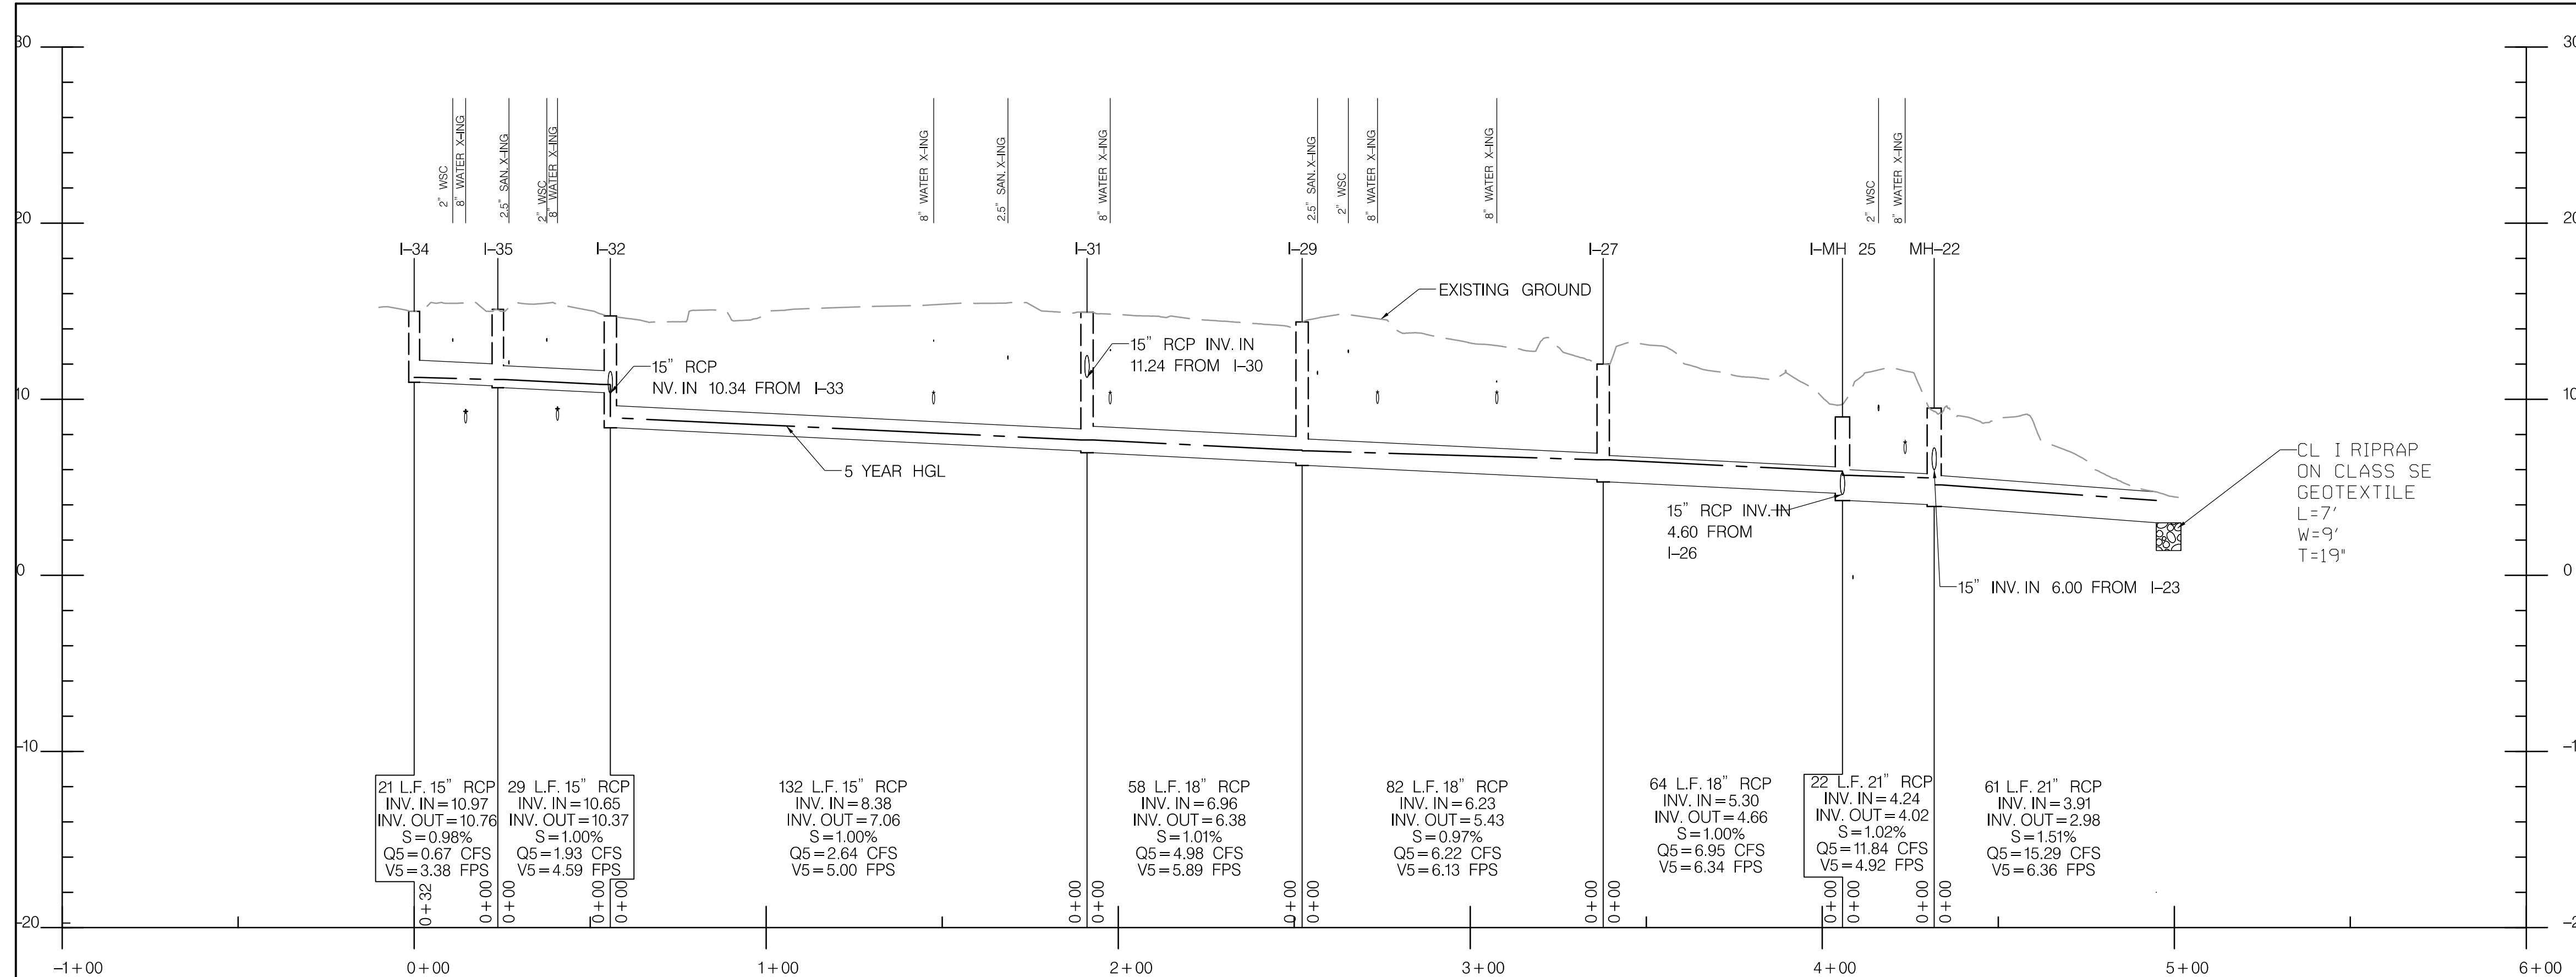 30
30
2" WSC
8" WATER X-ING
2.5" SAN. X-ING
2" WSC
8" WATER X-ING
8" WATER X-ING
2.5" SAN. X-ING
8" WATER X-ING
2.5" SAN. X-ING
2" WSC
8" WATER X-ING
8" WATER X-ING
2" WSC
8" WATER X-ING
20
20
I-34
I-35
I-32
I-31
I-29
I-27
I-MH 25
MH-22
EXISTING GROUND
15" RCP
NV. IN 10.34 FROM I-33
15" RCP INV. IN
11.24 FROM I-30
10
10
5 YEAR HGL
CL I RIPRAP
ON CLASS SE
GEOTEXTILE
L=7'
W=9'
T=19"
15" RCP INV. IN
4.60 FROM
I-26
0
0
15" INV. IN 6.00 FROM I-23
-10
-1
21 L.F. 15" RCP
INV. IN=10.97
INV. OUT=10.76
S=0.98%
Q5=0.67 CFS
V5=3.38 FPS
29 L.F. 15" RCP
INV. IN=10.65
INV. OUT=10.37
S=1.00%
Q5=1.93 CFS
V5=4.59 FPS
132 L.F. 15" RCP
INV. IN=8.38
INV. OUT=7.06
S=1.00%
Q5=2.64 CFS
V5=5.00 FPS
58 L.F. 18" RCP
INV. IN=6.96
INV. OUT=6.38
S=1.01%
Q5=4.98 CFS
V5=5.89 FPS
82 L.F. 18" RCP
INV. IN=6.23
INV. OUT=5.43
S=0.97%
Q5=6.22 CFS
V5=6.13 FPS
64 L.F. 18" RCP
INV. IN=5.30
INV. OUT=4.66
S=1.00%
Q5=6.95 CFS
V5=6.34 FPS
22 L.F. 21" RCP
INV. IN=4.24
INV. OUT=4.02
S=1.02%
Q5=11.84 CFS
V5=4.92 FPS
61 L.F. 21" RCP
INV. IN=3.91
INV. OUT=2.98
S=1.51%
Q5=15.29 CFS
V5=6.36 FPS
0+32
0+00
0+00
0+00
0+00
0+00
0+00
0+00
0+00
0+00
0+00
0+00
0+00
0+00
0+00
-20
-2
-1+00
0+00
1+00
2+00
3+00
4+00
5+00
6+00